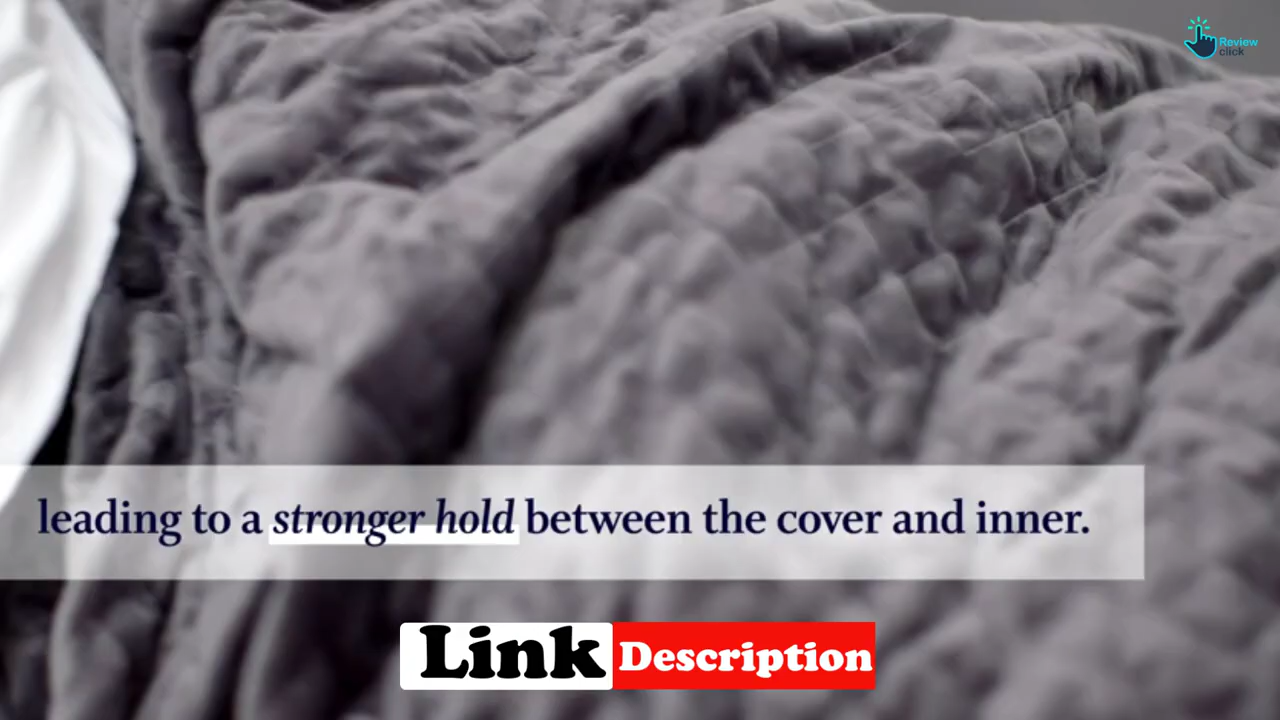 Review
click
leading to a stronger hold between the cover and inner.
Link Description